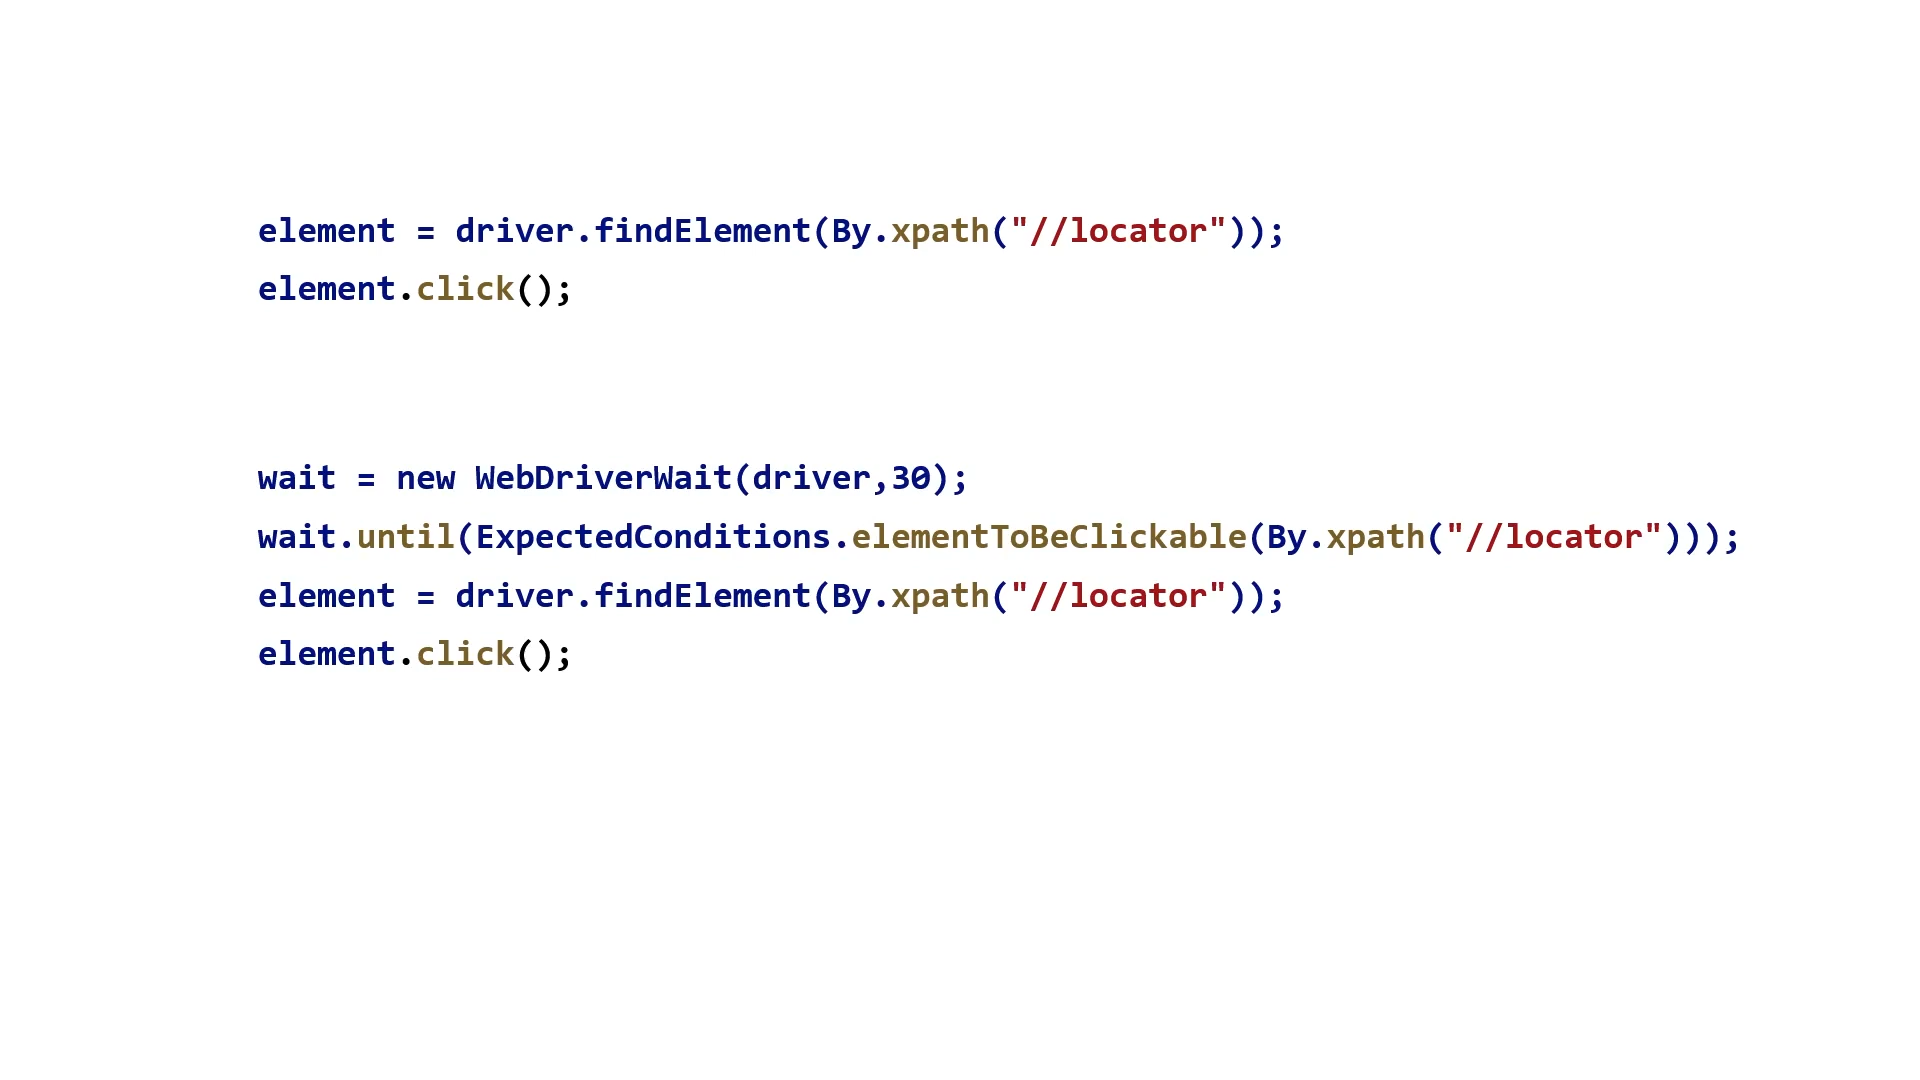 element = driver.findElement(By.xpath("//locator"));
element.click();
wait = new WebDriverWait(driver,30);
wait.until(ExpectedConditions.elementToBeClickable(By.xpath("//locator")));
element = driver.findElement(By.xpath("//locator"));
element.click();